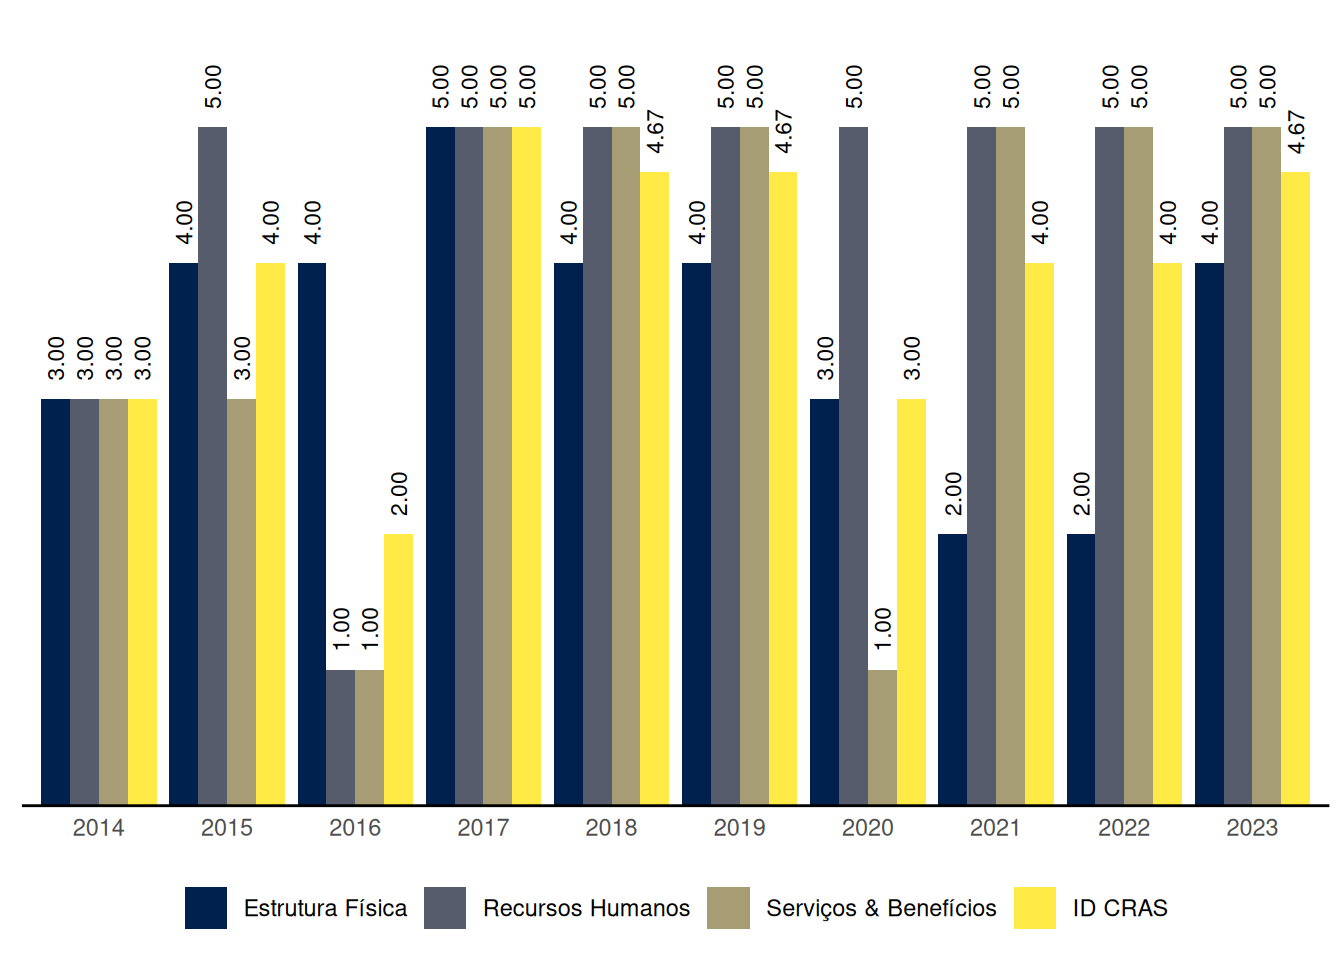 3.00 3.00 3.00 3.00
4.00 5.00 3.00 4.00
4.00 1.00 1.00 2.00
5.00 5.00 5.00 5.00
4.00 5.00 5.00 4.67
4.00 5.00 5.00 4.67
3.00 5.00 1.00 3.00
2.00 5.00 5.00 4.00
2.00 5.00 5.00 4.00
4.00 5.00 5.00 4.67
2014 2015 2016 2017 2018 2019 2020 2021 2022 2023
Estrutura Física Recursos Humanos Serviços & Benefícios ID CRAS